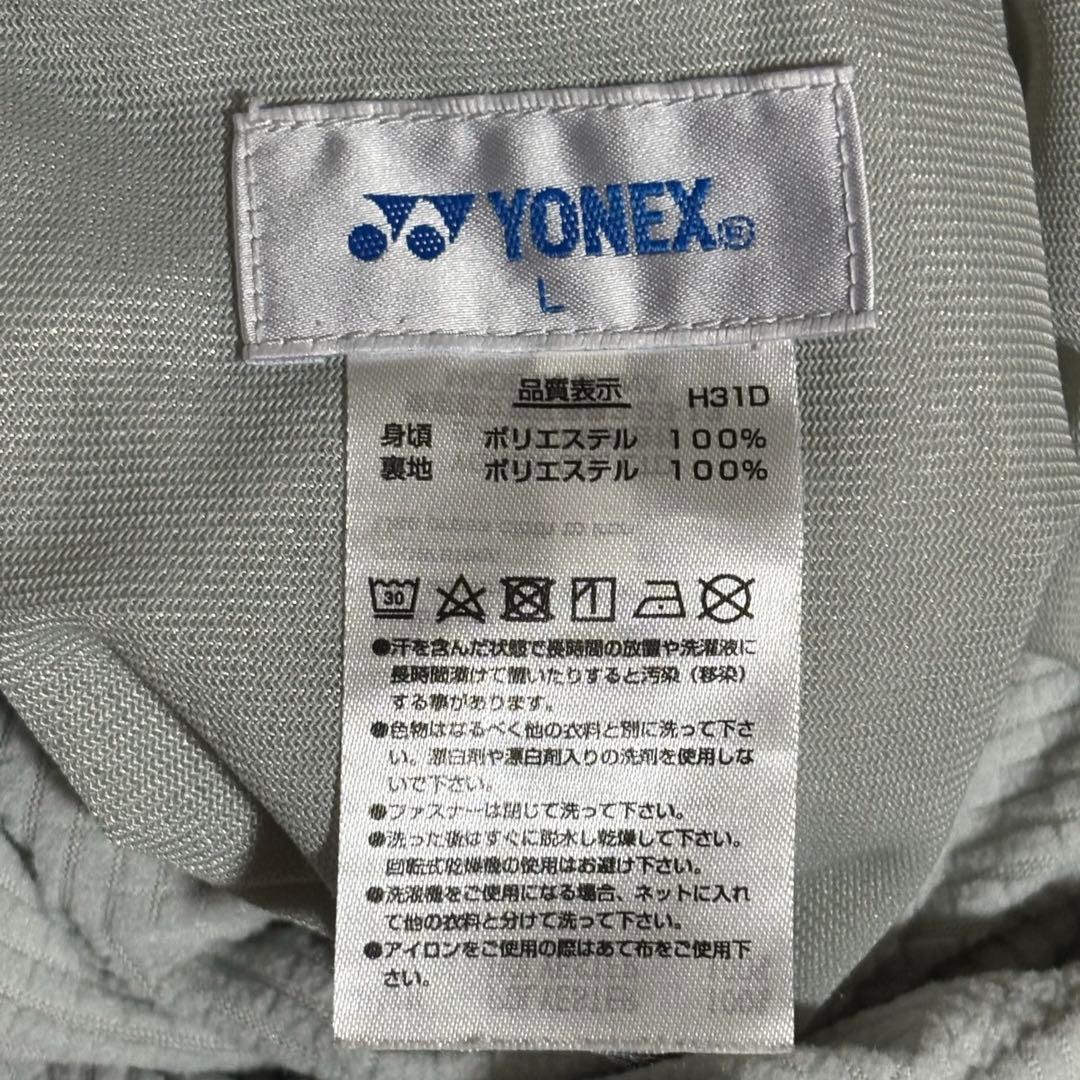 YONEX®
L
品質表示 H31D
身頃 ポリエステル 100%
裏地 ポリエステル 100%
30
●汗を含んだ状態で長時間の放置や洗濯液に
長時間漬けて置いたりすると汚染(移染)
する事があります。
●色物はなるべく他の衣料と別に洗って下さ
い。漂白剤や漂白剤入りの洗剤を使用しな
いで下さい。
●ファスナーは閉じて洗って下さい。
●洗った後はすぐに脱水し乾燥して下さい。
回転式乾燥機の使用はお避け下さい。
●洗濯機をご使用になる場合、ネットに入れ
て他の衣料と分けて洗って下さい。
●アイロンをご使用の際はあて布をご使用下
さい。